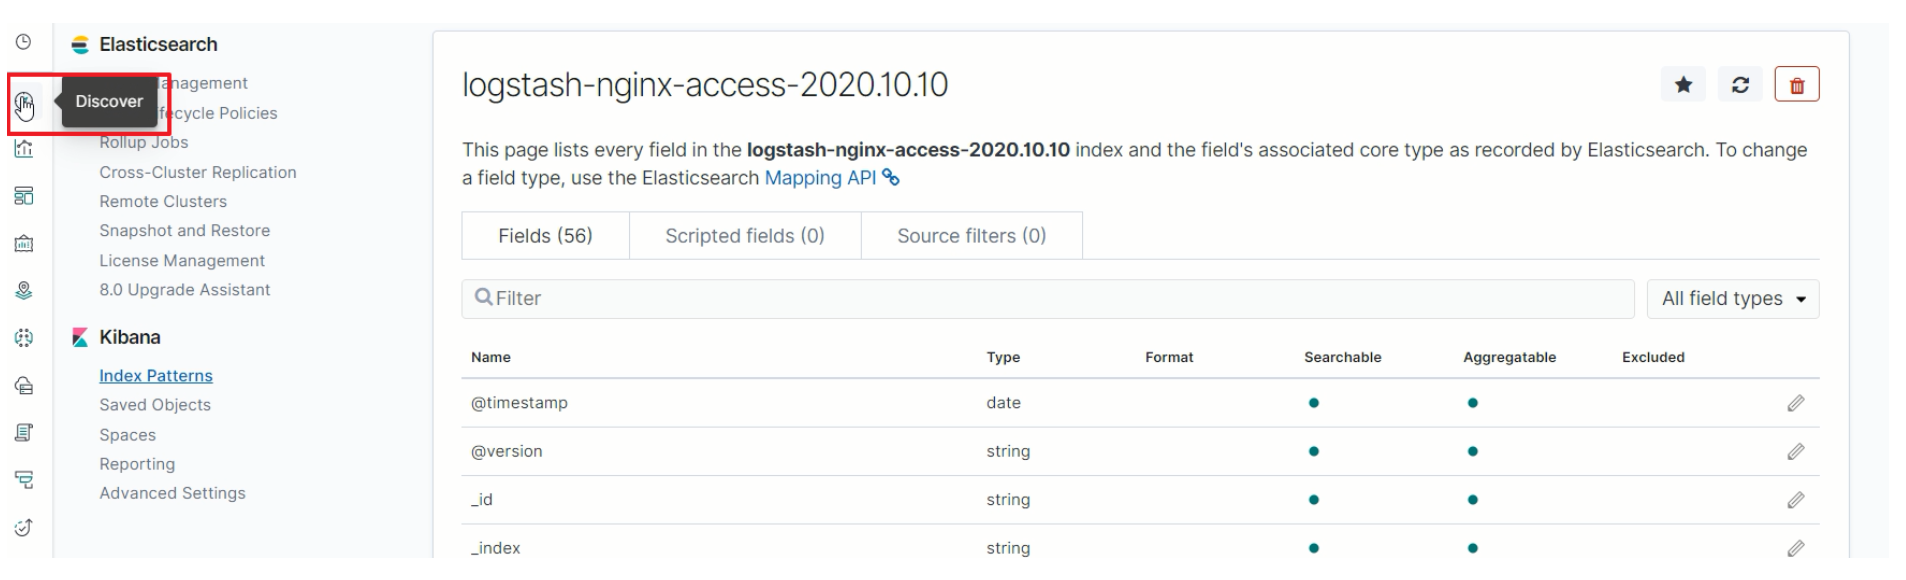 Elasticsearch
anagement
Discover
fecycle Policies
Rollup Jobs
Cross-Cluster Replication
Remote Clusters
Snapshot and Restore
License Management
8.0 Upgrade Assistant
Kibana
Index Patterns
Saved Objects
Spaces
Reporting
Advanced Settings
logstash-nginx-access-2020.10.10
This page lists every field in the logstash-nginx-access-2020.10.10 index and the field's associated core type as recorded by Elasticsearch. To change
a field type, use the Elasticsearch Mapping API
Fields (56) Scripted fields (0) Source filters (0)
Filter All field types
Name Type Format Searchable Aggregatable Excluded
@timestamp date
@version string
_id string
_index string